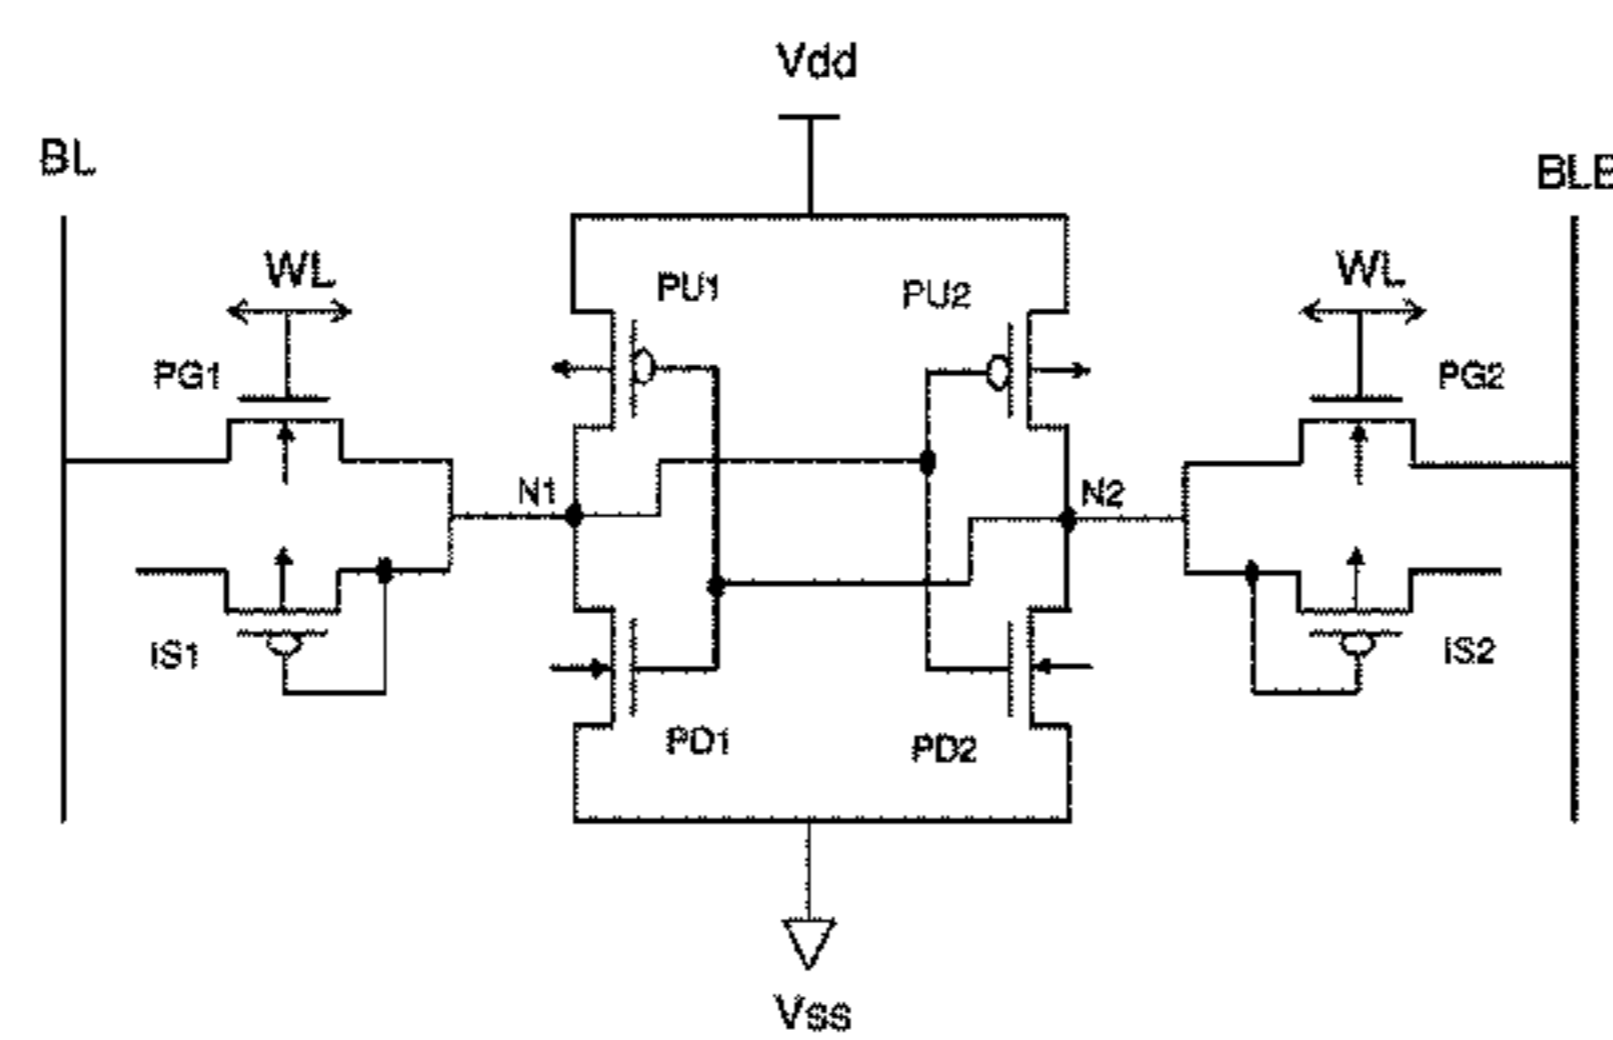 Vdd
BL
BLB
WL
WL
PU1
PU2
PG1
PG2
N1
N2
IS1
IS2
PD1
PD2
Vss